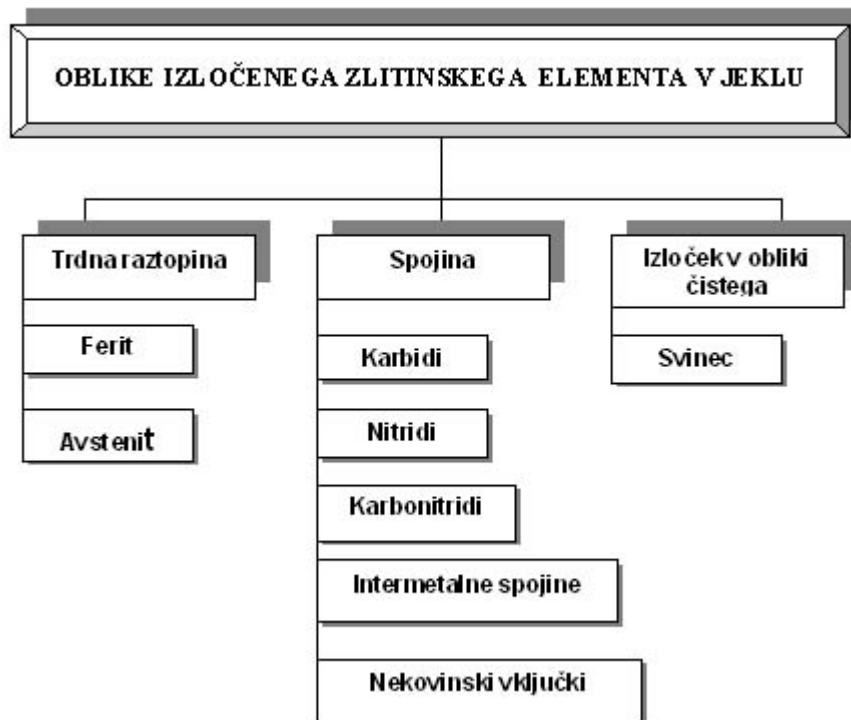 OBLIKE IZLOČENEGA ZLITINSKEGA ELEMENTA V JEKLU
Trdna raztopina
Ferit
Avstenit
Spojina
Karbidi
Nitridi
Karbonitridi
Intermetalne spojine
Nekovinski vključki
Izloček v obliki
čistega
Svinec